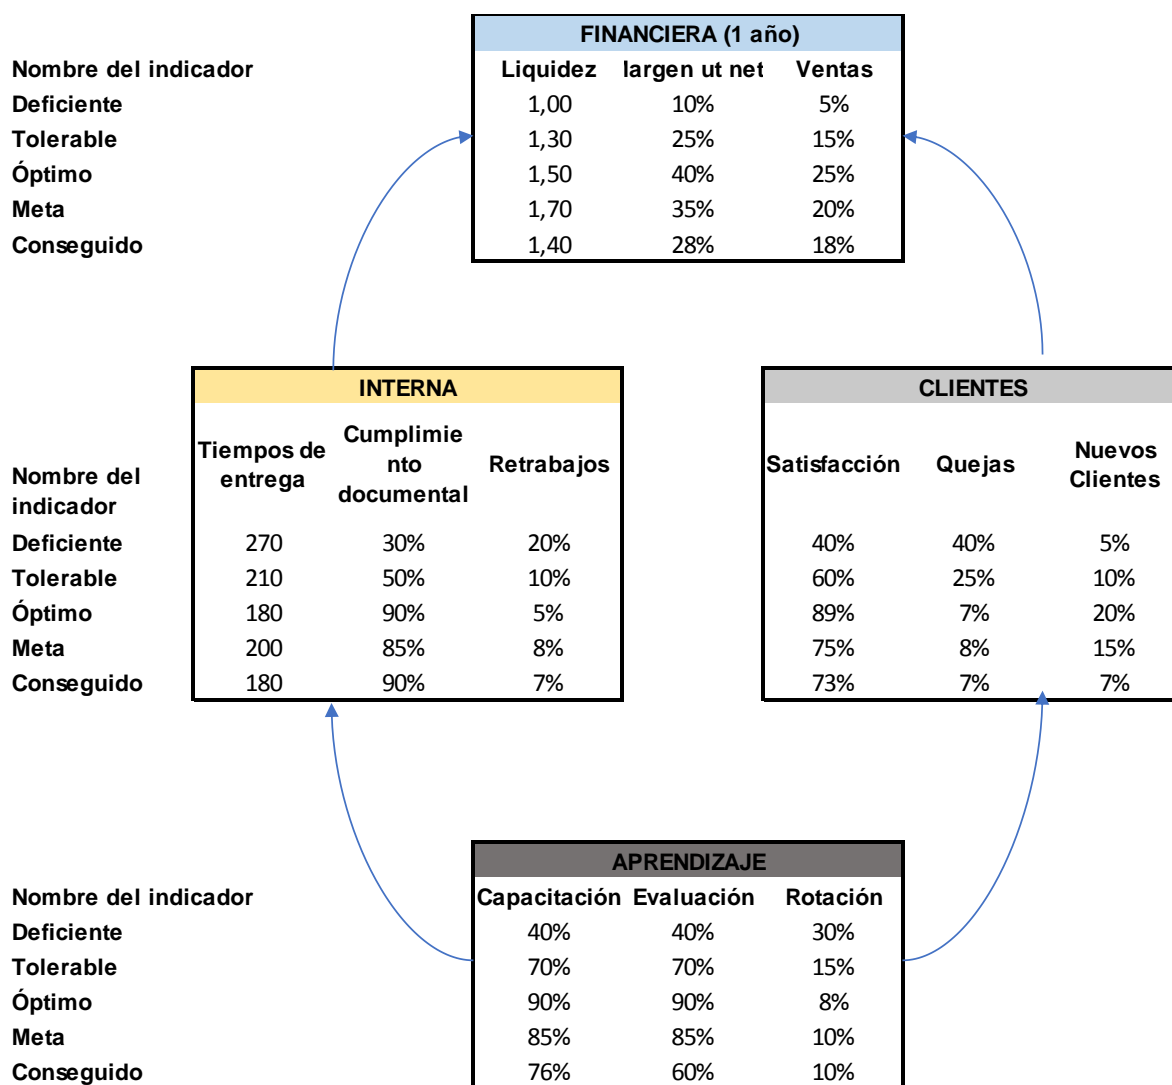 FINANCIERA (1 año)
Nombre del indicador Liquidez largen ut net Ventas
Deficiente 1,00 10% 5%
Tolerable 1,30 25% 15%
Óptimo 1,50 40% 25%
Meta 1,70 35% 20%
Conseguido 1,40 28% 18%
INTERNA CLIENTES
Nombre del
indicador
Tiempos de
entrega
Cumplimie
nto
documental
Retrabajos
Satisfacción Quejas
Nuevos
Clientes
Deficiente 270 30% 20% 40% 40% 5%
Tolerable 210 50% 10% 60% 25% 10%
Óptimo 180 90% 5% 89% 7% 20%
Meta 200 85% 8% 75% 8% 15%
Conseguido 180 90% 7% 73% 7% 7%
APRENDIZAJE
Nombre del indicador Capacitación Evaluación Rotación
Deficiente 40% 40% 30%
Tolerable 70% 70% 15%
Óptimo 90% 90% 8%
Meta 85% 85% 10%
Conseguido 76% 60% 10%